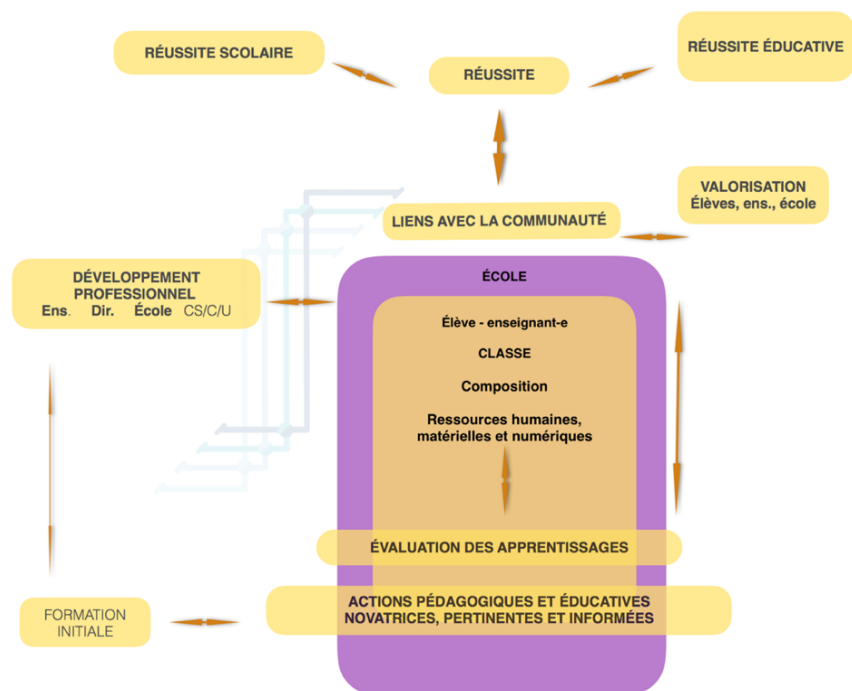 RÉUSSITE SCOLAIRE
RÉUSSITE
RÉUSSITE ÉDUCATIVE
VALORISATION
Élèves, ens., école
LIENS AVEC LA COMMUNAUTÉ
DÉVELOPPEMENT
PROFESSIONNEL
Ens. Dir. École CS/C/U
ÉCOLE
Élève - enseignant-e
CLASSE
Composition
Ressources humaines,
matérielles et numériques
ÉVALUATION DES APPRENTISSAGES
ACTIONS PÉDAGOGIQUES ET ÉDUCATIVES
NOVATRICES, PERTINENTES ET INFORMÉES
FORMATION
INITIALE